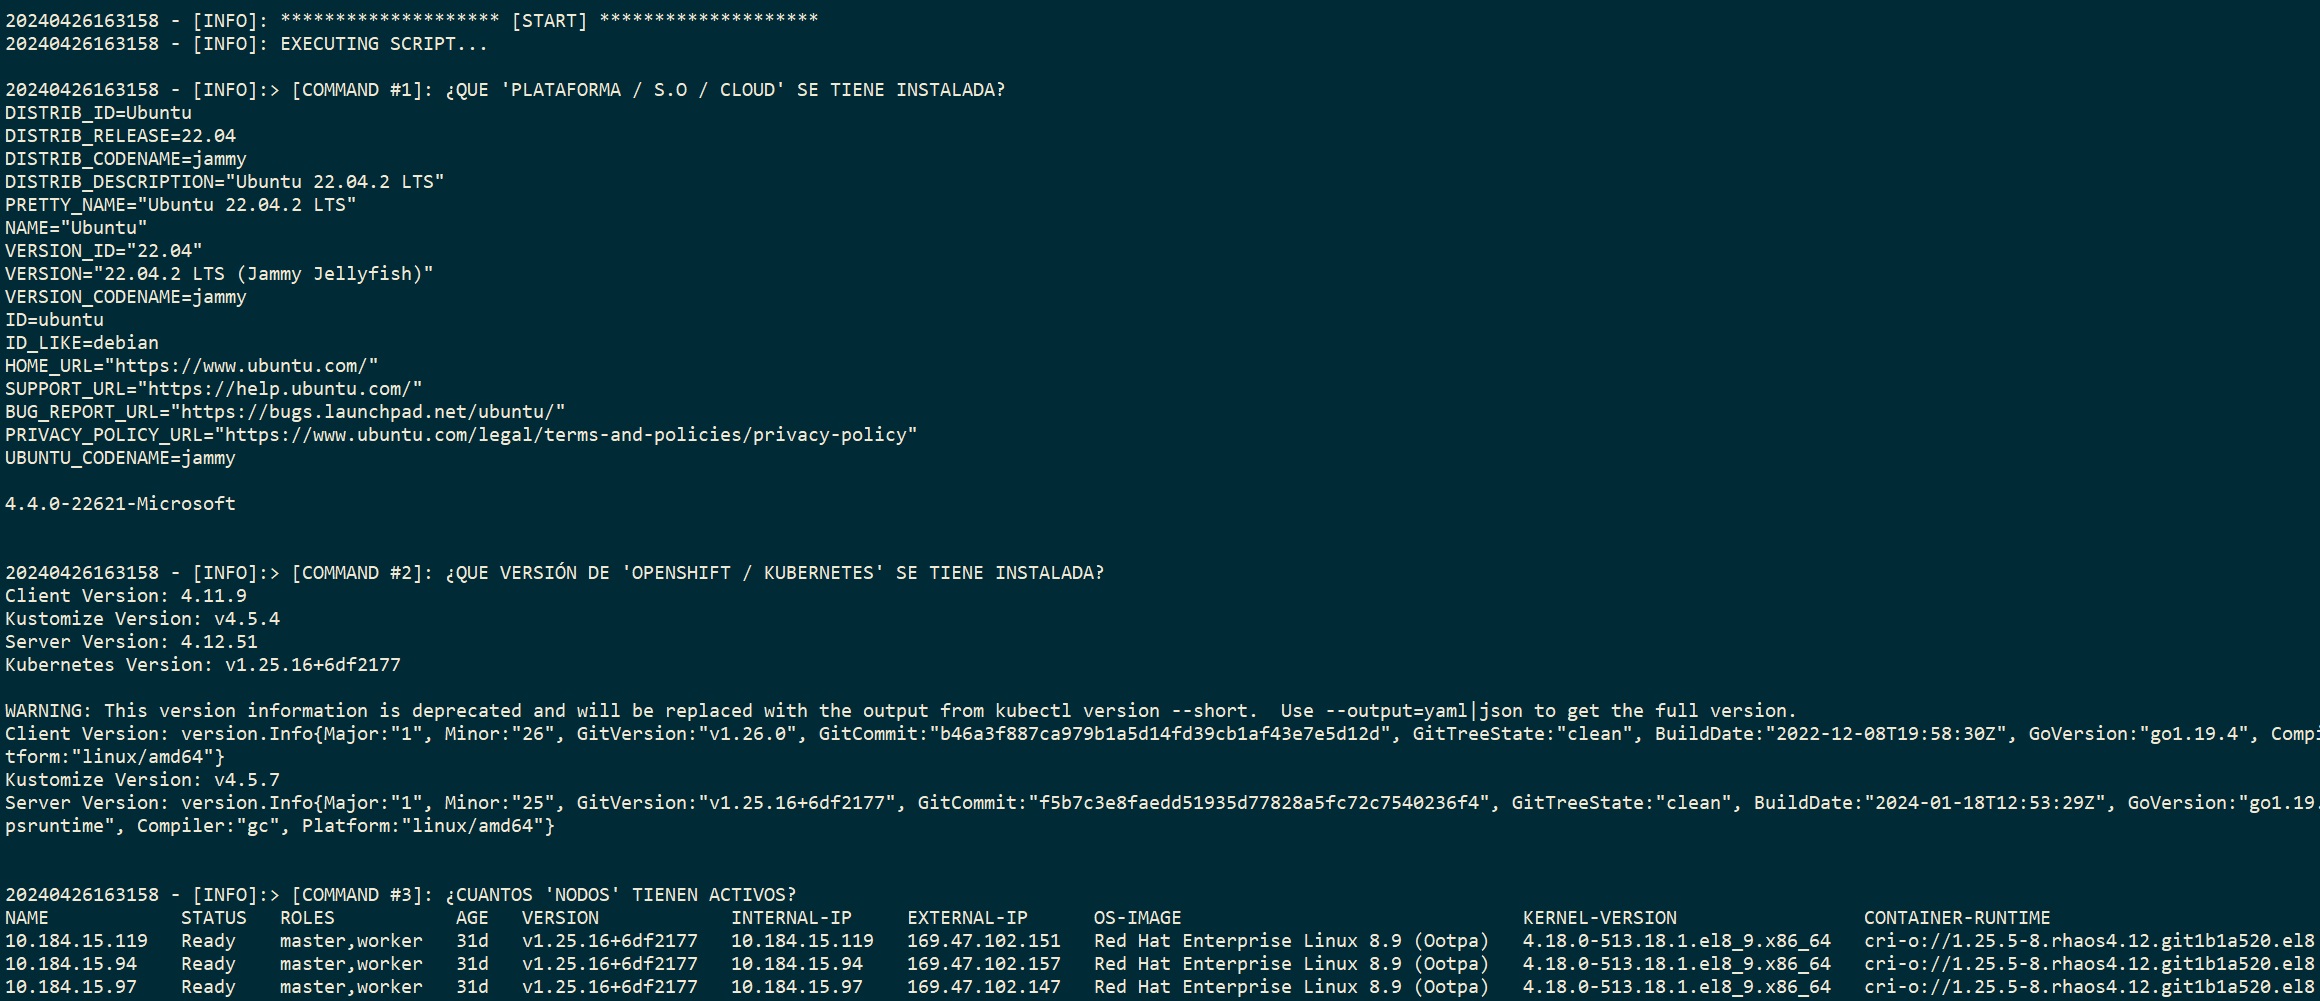 20240426163158 - [INFO]: ******************** [START] ********************
20240426163158 - [INFO]: EXECUTING SCRIPT...
20240426163158 - [INFO]:> [COMMAND #1]: ¿QUE 'PLATAFORMA / S.O / CLOUD' SE TIENE INSTALADA?
DISTRIB_ID=Ubuntu
DISTRIB_RELEASE=22.04
DISTRIB_CODENAME=jammy
DISTRIB_DESCRIPTION="Ubuntu 22.04.2 LTS"
PRETTY_NAME="Ubuntu 22.04.2 LTS"
NAME="Ubuntu"
VERSION_ID="22.04"
VERSION="22.04.2 LTS (Jammy Jellyfish)"
VERSION_CODENAME=jammy
ID=ubuntu
ID_LIKE=debian
HOME_URL="https://www.ubuntu.com/"
SUPPORT_URL="https://help.ubuntu.com/"
BUG_REPORT_URL="https://bugs.launchpad.net/ubuntu/"
PRIVACY_POLICY_URL="https://www.ubuntu.com/legal/terms-and-policies/privacy-policy"
UBUNTU_CODENAME=jammy
4.4.0-22621-Microsoft
20240426163158 - [INFO]:> [COMMAND #2]: ¿QUE VERSIÓN DE 'OPENSHIFT / KUBERNETES' SE TIENE INSTALADA?
Client Version: 4.11.9
Kustomize Version: v4.5.4
Server Version: 4.12.51
Kubernetes Version: v1.25.16+6df2177
WARNING: This version information is deprecated and will be replaced with the output from kubectl version --short.  Use --output=yaml|json to get the full version.
Client Version: version.Info{Major:"1", Minor:"26", GitVersion:"v1.26.0", GitCommit:"b46a3f887ca979b1a5d14fd39cb1af43e7e5d12d", GitTreeState:"clean", BuildDate:"2022-12-08T19:58:30Z", GoVersion:"go1.19.4", Compi
tform:"linux/amd64"}
Kustomize Version: v4.5.7
Server Version: version.Info{Major:"1", Minor:"25", GitVersion:"v1.25.16+6df2177", GitCommit:"f5b7c3e8faedd51935d77828a5fc72c7540236f4", GitTreeState:"clean", BuildDate:"2024-01-18T12:53:29Z", GoVersion:"go1.19.
psruntime", Compiler:"gc", Platform:"linux/amd64"}
20240426163158 - [INFO]:> [COMMAND #3]: ¿CUANTOS 'NODOS' TIENEN ACTIVOS?
NAME STATUS ROLES AGE VERSION INTERNAL-IP EXTERNAL-IP OS-IMAGE KERNEL-VERSION CONTAINER-RUNTIME
10.184.15.119 Ready master,worker 31d v1.25.16+6df2177 10.184.15.119 169.47.102.151 Red Hat Enterprise Linux 8.9 (Ootpa) 4.18.0-513.18.1.el8_9.x86_64 cri-o://1.25.5-8.rhaos4.12.git1b1a520.el8
10.184.15.94 Ready master,worker 31d v1.25.16+6df2177 10.184.15.94 169.47.102.157 Red Hat Enterprise Linux 8.9 (Ootpa) 4.18.0-513.18.1.el8_9.x86_64 cri-o://1.25.5-8.rhaos4.12.git1b1a520.el8
10.184.15.97 Ready master,worker 31d v1.25.16+6df2177 10.184.15.97 169.47.102.147 Red Hat Enterprise Linux 8.9 (Ootpa) 4.18.0-513.18.1.el8_9.x86_64 cri-o://1.25.5-8.rhaos4.12.git1b1a520.el8